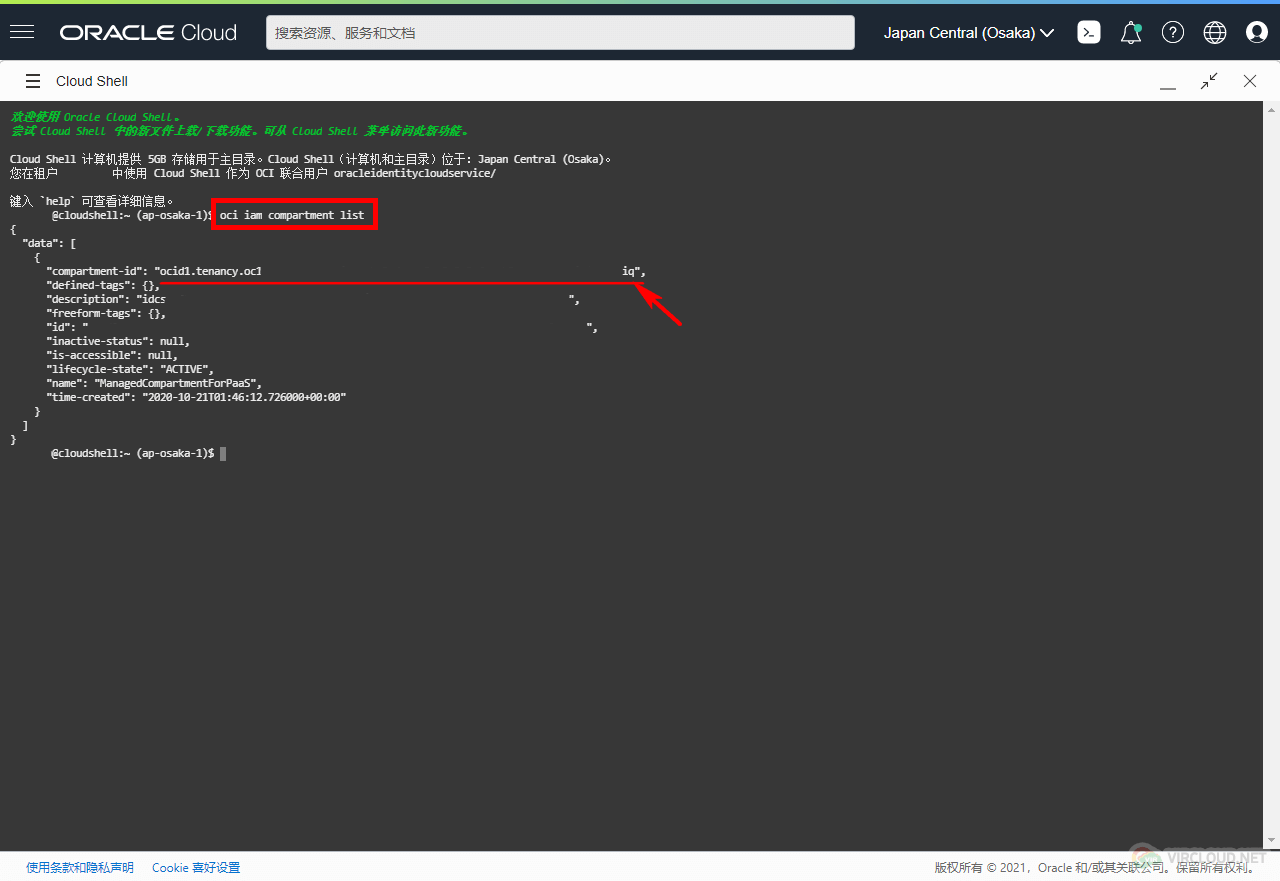 ORACLE Cloud
搜索资源、服务和文档
Japan Central (Osaka)
Cloud Shell
欢迎使用 Oracle Cloud Shell。
尝试 Cloud Shell 中的新文件上载/下载功能。可从 Cloud Shell 菜单访问此新功能。
Cloud Shell 计算机提供 5GB 存储用于主目录。Cloud Shell（计算机和主目录）位于: Japan Central (Osaka)。
您在租户 中使用 Cloud Shell 作为 OCI 联合用户 oracleidentitycloudservice/
键入 `help` 可查看详细信息。
@cloudshell:~ (ap-osaka-1)$ oci iam compartment list
{
"data": [
{
"compartment-id": "ocid1.tenancy.oc1 iq",
"defined-tags": {},
"description": "idcs ",
"freeform-tags": {},
"id": " ",
"inactive-status": null,
"is-accessible": null,
"lifecycle-state": "ACTIVE",
"name": "ManagedCompartmentForPaaS",
"time-created": "2020-10-21T01:46:12.726000+00:00"
}
]
}
@cloudshell:~ (ap-osaka-1)$
使用条款和隐私声明 Cookie 喜好设置
版权所有 © 2021，Oracle 和/或其关联公司。保留所有权利。
VIRCLOUD.NET